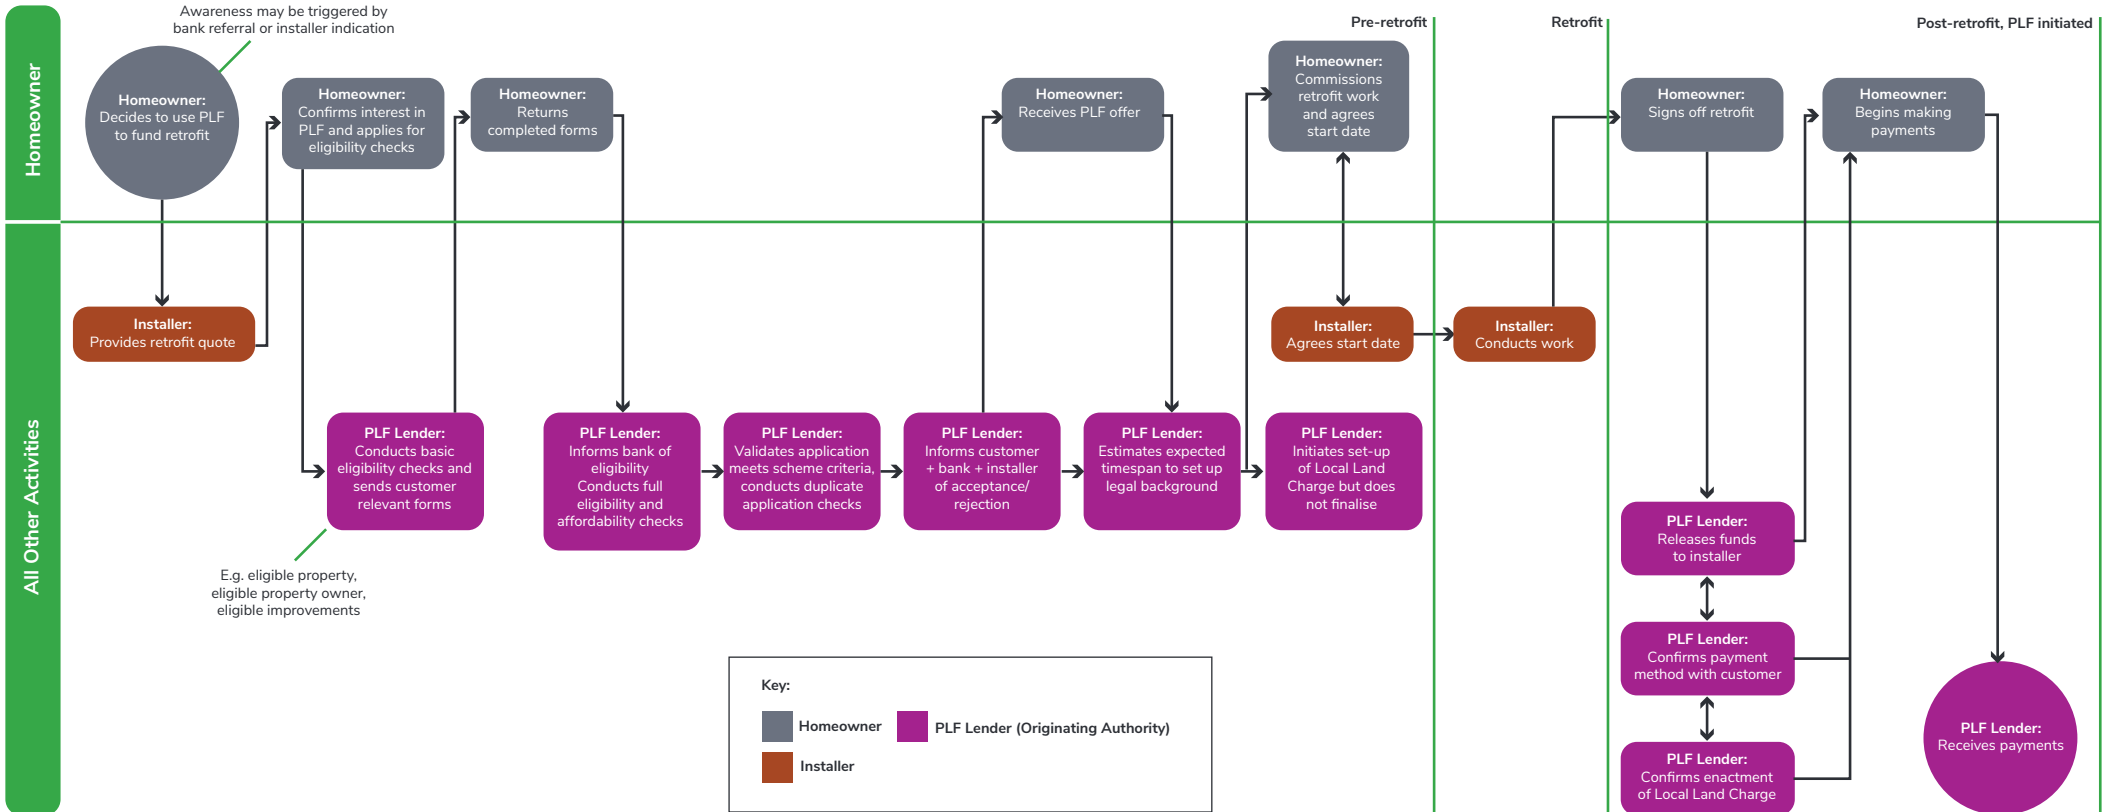 Awareness may be triggered by
bank referral or installer indication
Pre-retrofit
Retrofit
Post-retrofit, PLF initiated
Homeowner
Homeowner:
Decides to use PLF
to fund retrofit
Homeowner:
Confirms interest in
PLF and applies for
eligibility checks
Homeowner:
Returns
completed forms
Homeowner:
Receives PLF offer
Homeowner:
Commissions
retrofit work
and agrees
start date
Homeowner:
Signs off retrofit
Homeowner:
Begins making
payments
All Other Activities
Installer:
Provides retrofit quote
Installer:
Agrees start date
Installer:
Conducts work
PLF Lender:
Conducts basic
eligibility checks and
sends customer
relevant forms
PLF Lender:
Informs bank of
eligibility
Conducts full
eligibility and
affordability checks
PLF Lender:
Validates application
meets scheme criteria,
conducts duplicate
application checks
PLF Lender:
Informs customer
+ bank + installer
of acceptance/
rejection
PLF Lender:
Estimates expected
timespan to set up
legal background
PLF Lender:
Initiates set-up
of Local Land
Charge but does
not finalise
PLF Lender:
Releases funds
to installer
PLF Lender:
Confirms payment
method with customer
PLF Lender:
Confirms enactment
of Local Land Charge
PLF Lender:
Receives payments
E.g. eligible property,
eligible property owner,
eligible improvements
Key:
Homeowner
PLF Lender (Originating Authority)
Installer